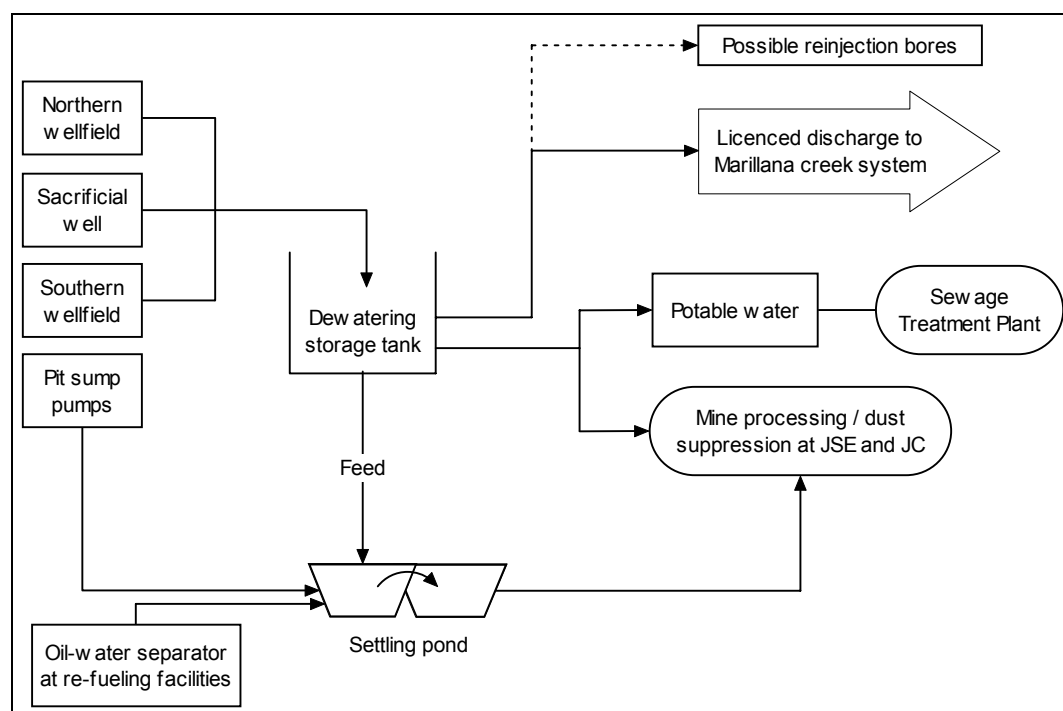 Possible reinjection bores
Northern
wellfield
Licenced discharge to
Marillana creek system
Sacrificial
well
Southern
wellfield
Dewatering
storage tank
Potable water
Sewage
Treatment Plant
Pit sump
pumps
Mine processing / dust
suppression at JSE and JC
Feed
Settling pond
Oil-water separator
at re-fueling facilities